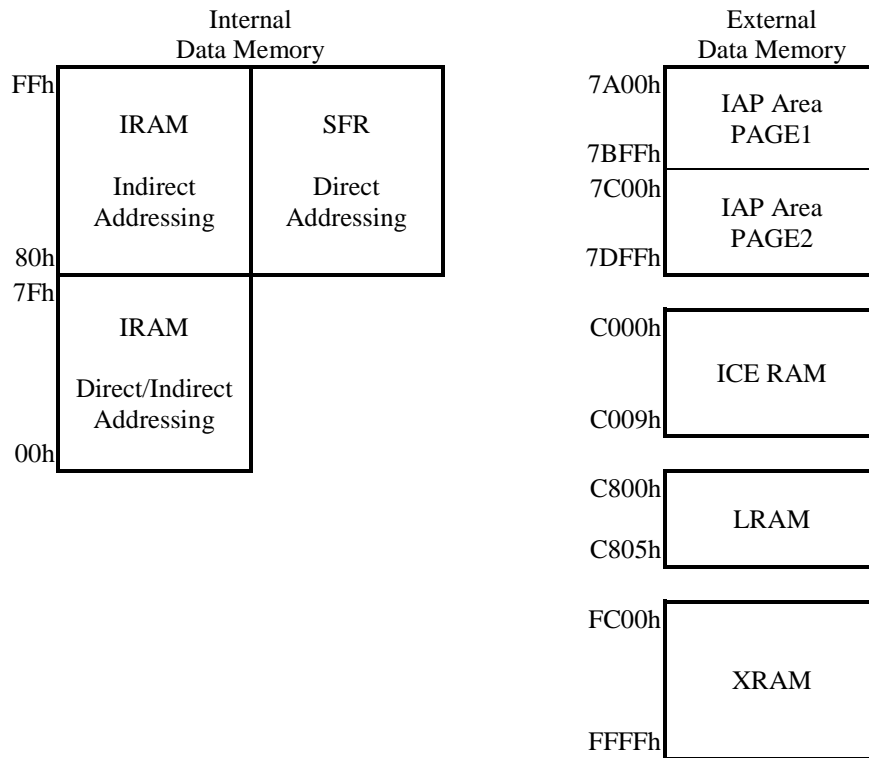 Internal
Data Memory
FFh
IRAM
Indirect
Addressing
80h
SFR
Direct
Addressing
7Fh
IRAM
Direct/Indirect
Addressing
00h
External
Data Memory
7A00h
IAP Area
PAGE1
7BFFh
7C00h
IAP Area
PAGE2
7DFFh
C000h
ICE RAM
C009h
C800h
LRAM
C805h
FC00h
XRAM
FFFFh